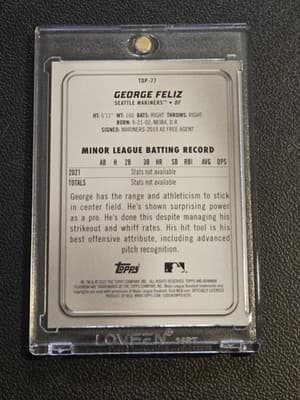 TOP-77
GEORGE FELIZ
SEATTLE MARINERS™ • OF
HT: 5'11" WT: 160 BATS: RIGHT THROWS: RIGHT
BORN: 9-21-02, NEIBA, D.R.
SIGNED: MARINERS-2019 AS FREE AGENT
MINOR LEAGUE BATTING RECORD
AB H 2B 3B HR SB RBI AVG OPS
2021 Stats not available
TOTALS Stats not available
George has the range and athleticism to stick
in center field. He's shown surprising power
as a pro. He's done this despite managing his
strikeout and whiff rates. His hit tool is his
best offensive attribute, including advanced
pitch recognition.
Topps